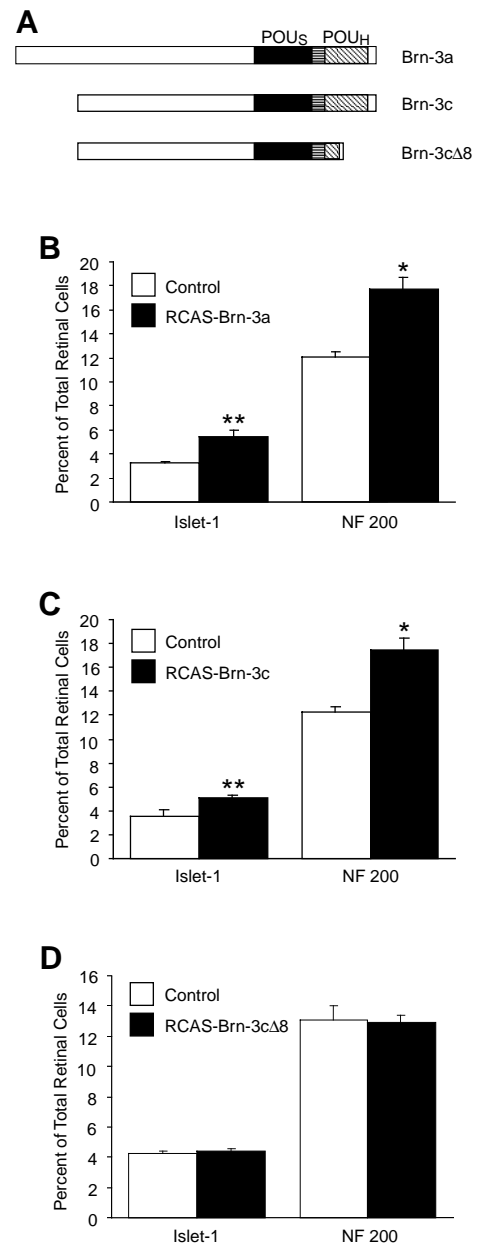 A
POUS POUH
Brn-3a
Brn-3c
Brn-3cΔ8
B
20
18
16
14
12
10
8
6
4
2
0
Percent of Total Retinal Cells
Control
RCAS-Brn-3a
**
*
Islet-1 NF 200
C
20
18
16
14
12
10
8
6
4
2
0
Percent of Total Retinal Cells
Control
RCAS-Brn-3c
**
*
Islet-1 NF 200
D
16
14
12
10
8
6
4
2
0
Percent of Total Retinal Cells
Control
RCAS-Brn-3cΔ8
Islet-1 NF 200